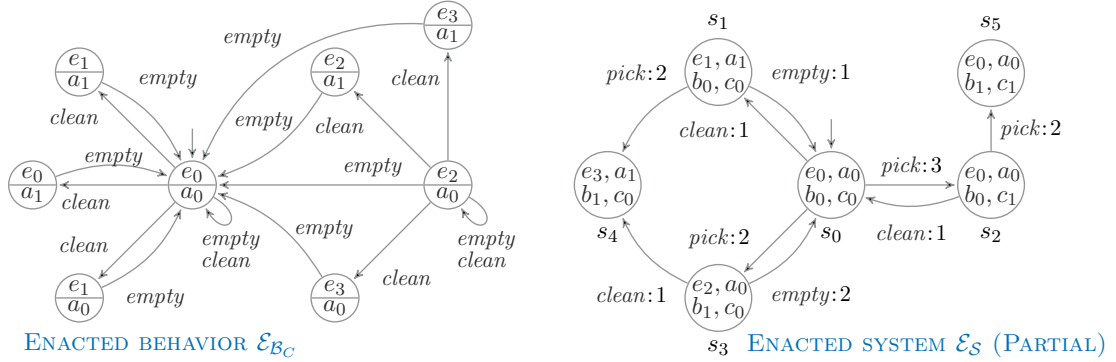 e3
a1
empty
e1
a1
empty
e2
a1
clean
clean
empty
clean
empty
e0
a1
clean
e0
a0
empty
e2
a0
clean
empty
clean
empty
empty
clean
clean
e1
a0
empty
e3
a0
ENACTED BEHAVIOR ℰ_{ℬ_C}
s1
s5
pick:2
e1, a1
b0, c0
empty:1
e0, a0
b1, c1
clean:1
pick:2
e3, a1
b1, c0
s4
e0, a0
b0, c0
s0
pick:3
e0, a0
b0, c1
s2
pick:2
clean:1
clean:1
e2, a0
b1, c0
empty:2
s3
ENACTED SYSTEM ℰ_𝒮 (PARTIAL)